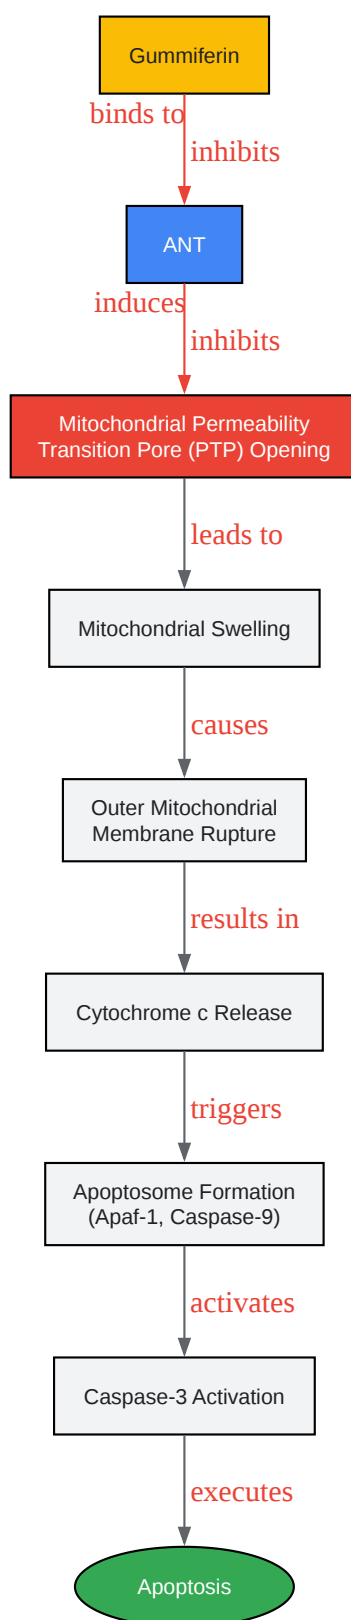 Gummiferin
binds to
inhibits
ANT
induces
inhibits
Mitochondrial Permeability
Transition Pore (PTP) Opening
leads to
Mitochondrial Swelling
causes
Outer Mitochondrial
Membrane Rupture
results in
Cytochrome c Release
triggers
Apoptosome Formation
(Apaf-1, Caspase-9)
activates
Caspase-3 Activation
executes
Apoptosis